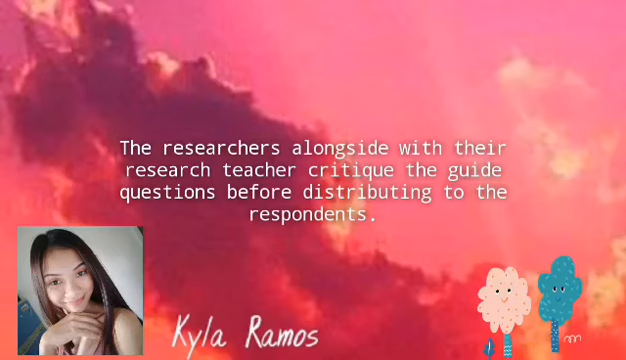 The researchers alongside with their
research teacher critique the guide
questions before distributing to the
respondents.
Kyla Ramos